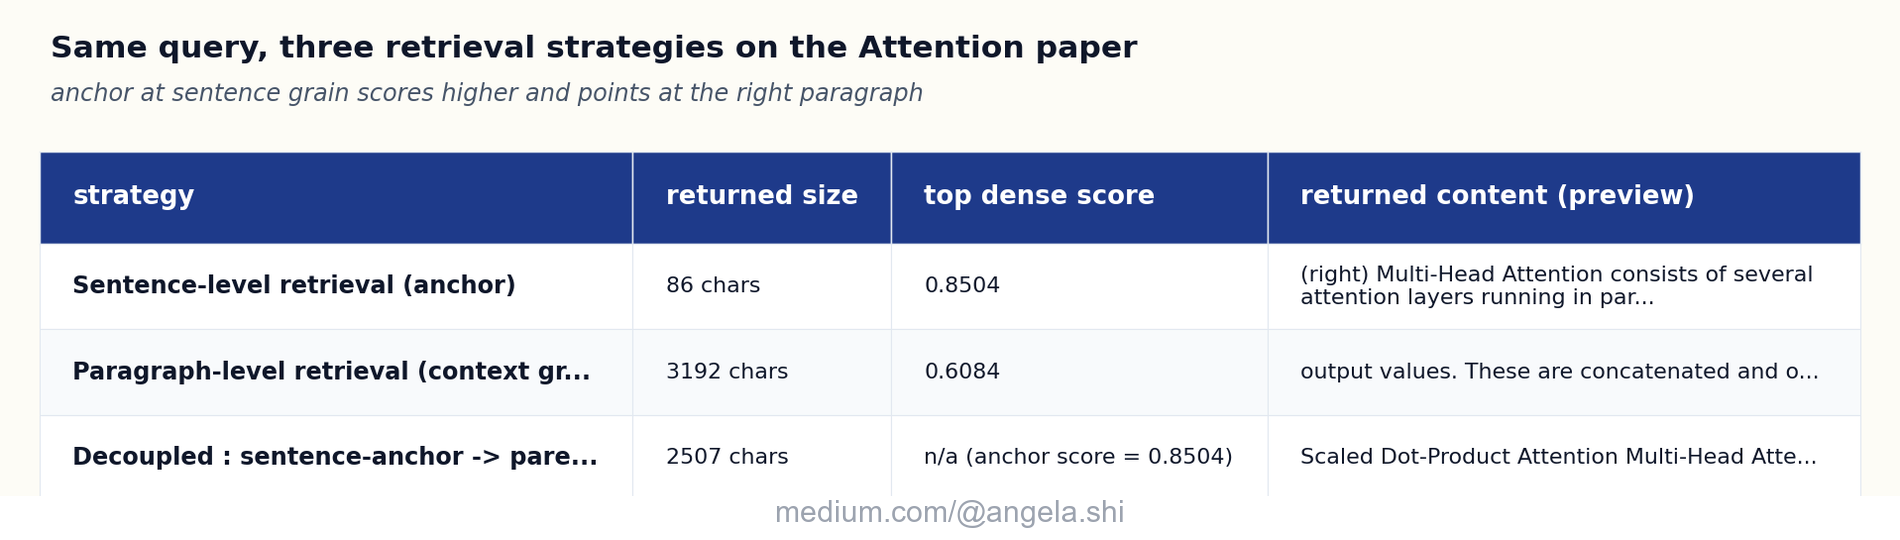 Same query, three retrieval strategies on the Attention paper
anchor at sentence grain scores higher and points at the right paragraph
strategy returned size top dense score returned content (preview)
Sentence-level retrieval (anchor) 86 chars 0.8504 (right) Multi-Head Attention consists of several
attention layers running in par...
Paragraph-level retrieval (context gr... 3192 chars 0.6084 output values. These are concatenated and o...
Decoupled : sentence-anchor -> pare... 2507 chars n/a (anchor score = 0.8504) Scaled Dot-Product Attention Multi-Head Atte...
medium.com/@angela.shi